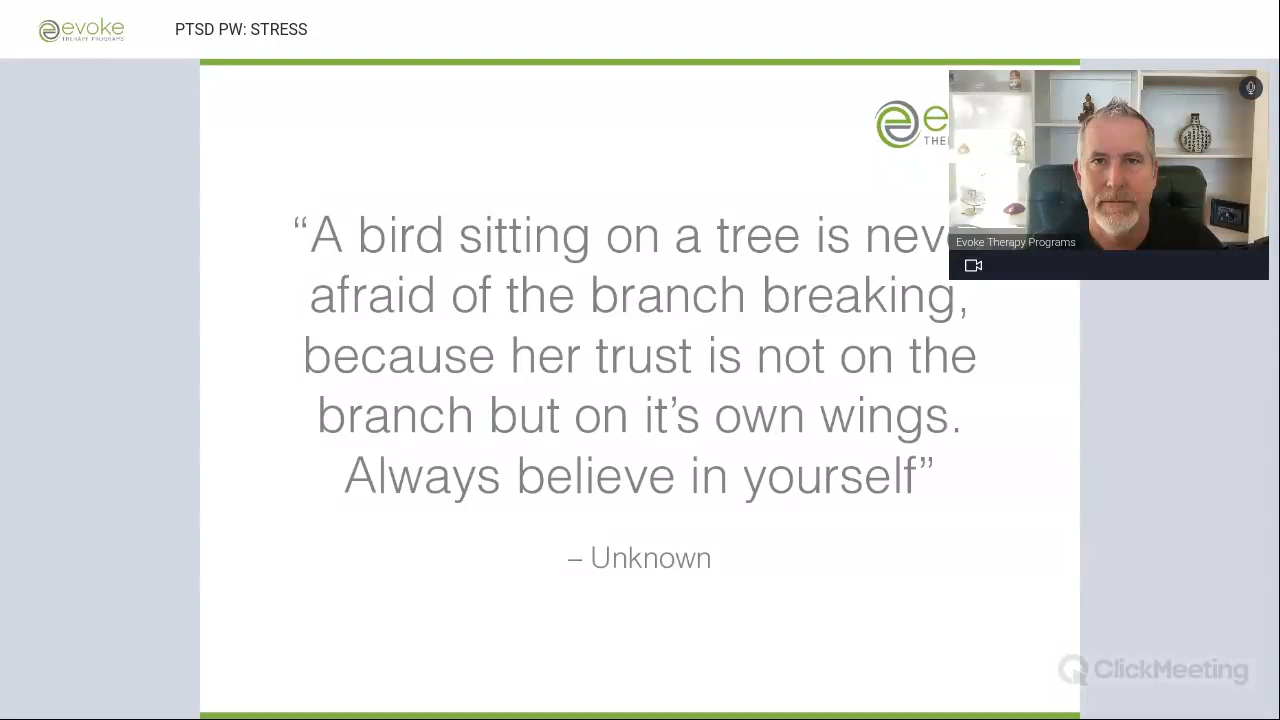 evoke
THERAPY PROGRAMS
PTSD PW: STRESS
THE
Evoke Therapy Programs
“A bird sitting on a tree is
afraid of the branch breaking,
because her trust is not on the
branch but on it’s own wings.
Always believe in yourself”
– Unknown
ClickMeeting